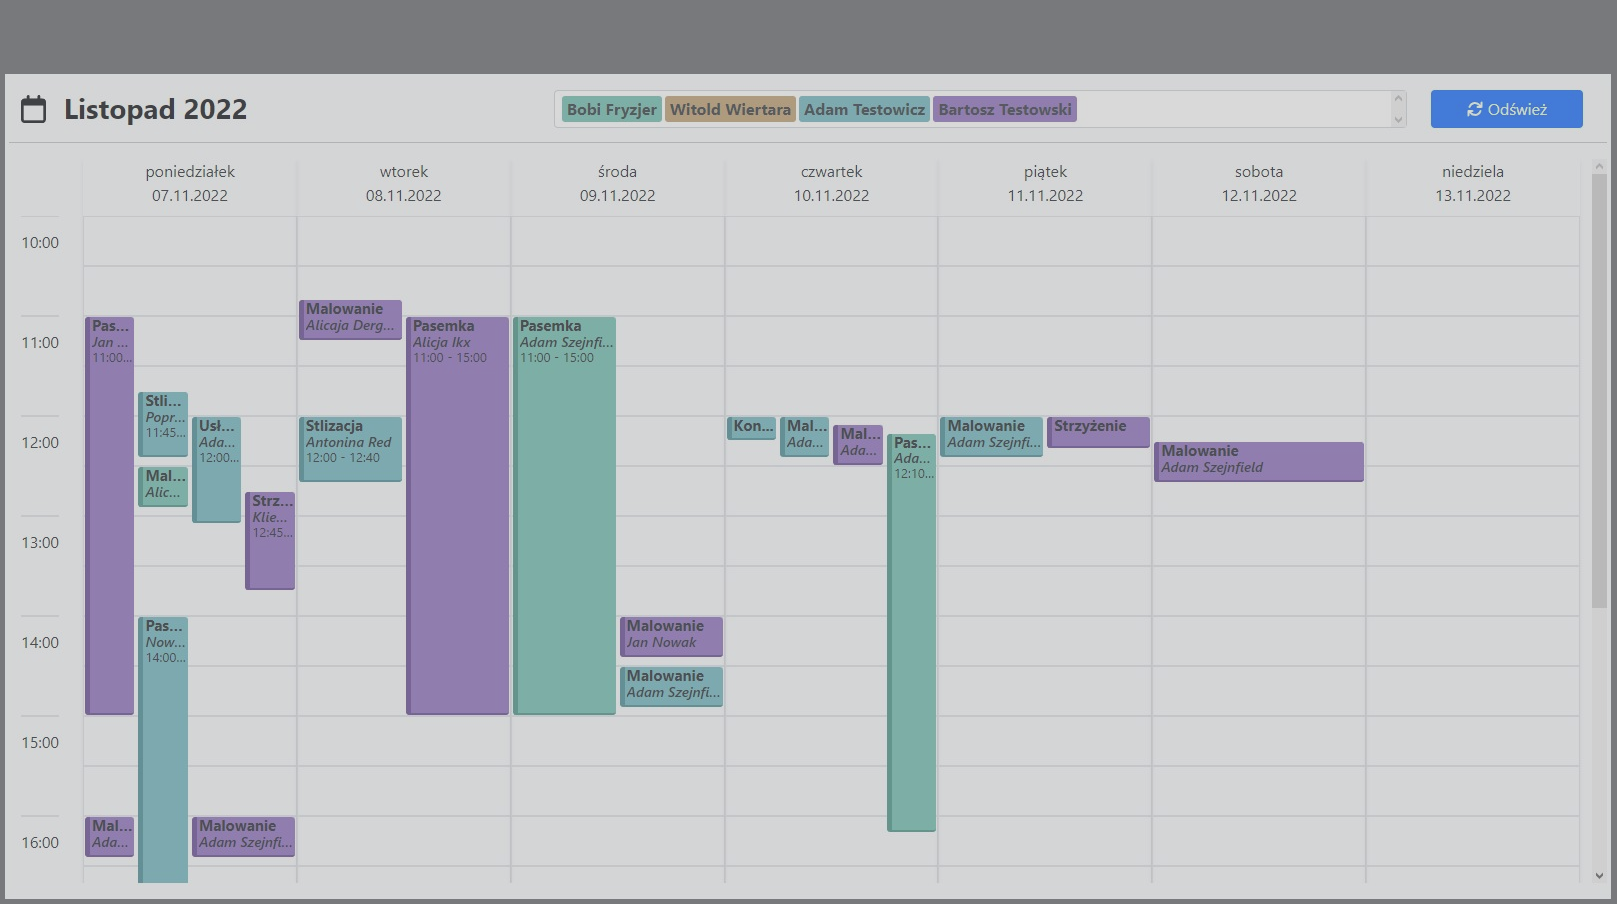 Listopad 2022
Bobi Fryzjer Witold Wiertara Adam Testowicz Bartosz Testowski
Odśwież
poniedziałek
07.11.2022
wtorek
08.11.2022
środa
09.11.2022
czwartek
10.11.2022
piątek
11.11.2022
sobota
12.11.2022
niedziela
13.11.2022
10:00
11:00
12:00
13:00
14:00
15:00
16:00
Pas...
Jan ...
11:00...
Stli...
Popr...
11:45...
Usł...
Ada...
12:00...
Mal...
Alic...
Strz...
Klie...
12:45...
Pas...
Now...
14:00...
Mal...
Ada...
Malowanie
Adam Szejnfi...
Malowanie
Alicaja Derg...
Pasemka
Alicja Ikx
11:00 - 15:00
Stlizacja
Antonina Red
12:00 - 12:40
Pasemka
Adam Szejnfi...
11:00 - 15:00
Malowanie
Jan Nowak
Malowanie
Adam Szejnfi...
Kon...
Mal...
Ada...
Mal...
Ada...
Pas...
Ada...
12:10...
Malowanie
Adam Szejnfi...
Strzyżenie
Malowanie
Adam Szejnfield